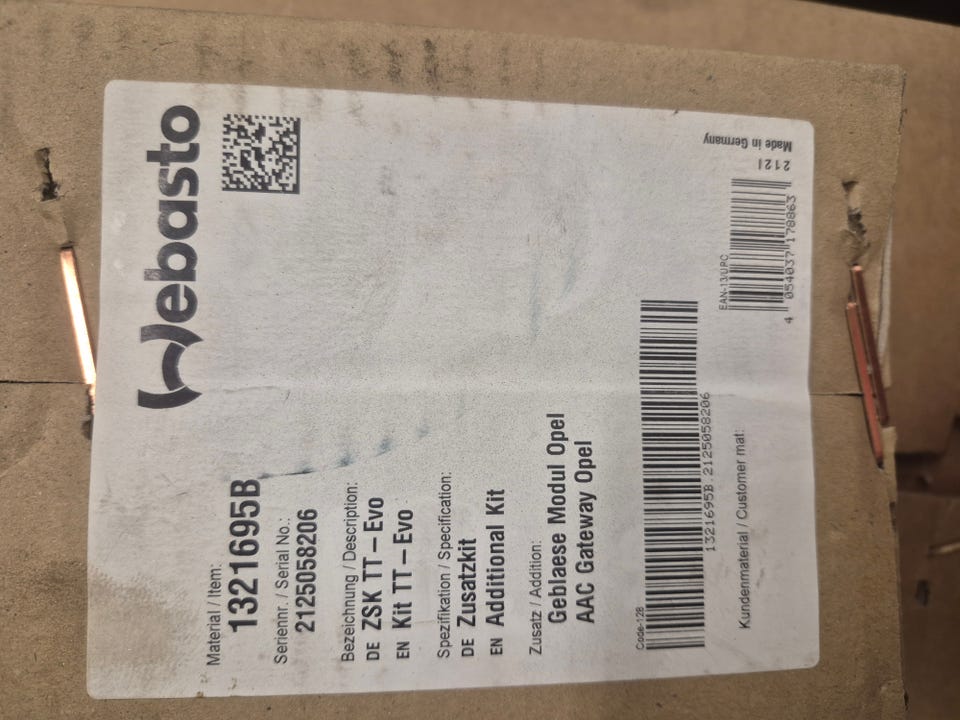 Webasto
Material / Item:
1321695B
Seriennr. / Serial No.:
2125058206
Bezeichnung / Description:
DE ZSK TT – Evo
EN Kit TT – Evo
Spezifikation / Specification:
DE Zusatzkit
EN Additional Kit
Zusatz / Addition:
Geblaese Modul Opel
AAC Gateway Opel
Code-128
1321695B.2125058206
EAN-13/UPC
4 054037 178863
2121
Made in Germany
Kundenmaterial / Customer mat: